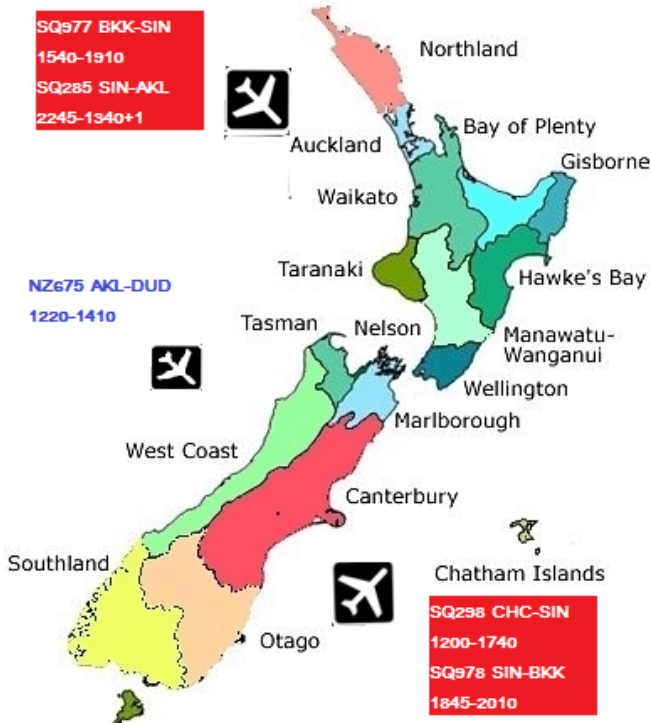 SQ977 BKK-SIN
1540-1910
SQ285 SIN-AKL
2245-1340+1
Northland
Auckland
Bay of Plenty
Gisborne
Waikato
Taranaki
Hawke's Bay
NZ675 AKL-DUD
1220-1410
Tasman
Nelson
Manawatu-
Wanganui
Wellington
Marlborough
West Coast
Canterbury
Southland
Chatham Islands
Otago
SQ298 CHC-SIN
1200-1740
SQ978 SIN-BKK
1845-2010